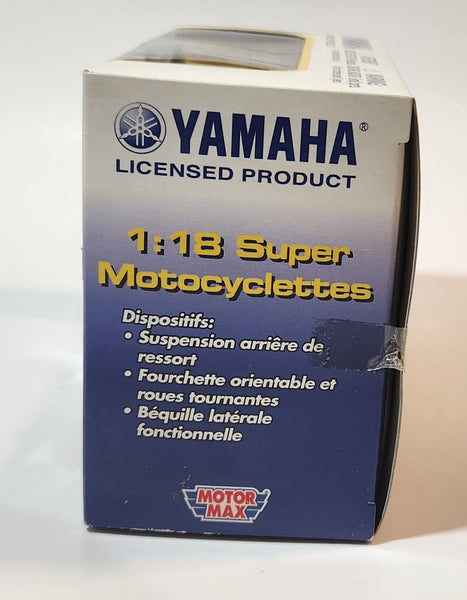 YAMAHA®
LICENSED PRODUCT
1:18 Super
Motocyclettes
Dispositifs:
• Suspension arrière de
ressort
• Fourchette orientable et
roues tournantes
• Béquille latérale
fonctionnelle
MOTOR
MAX